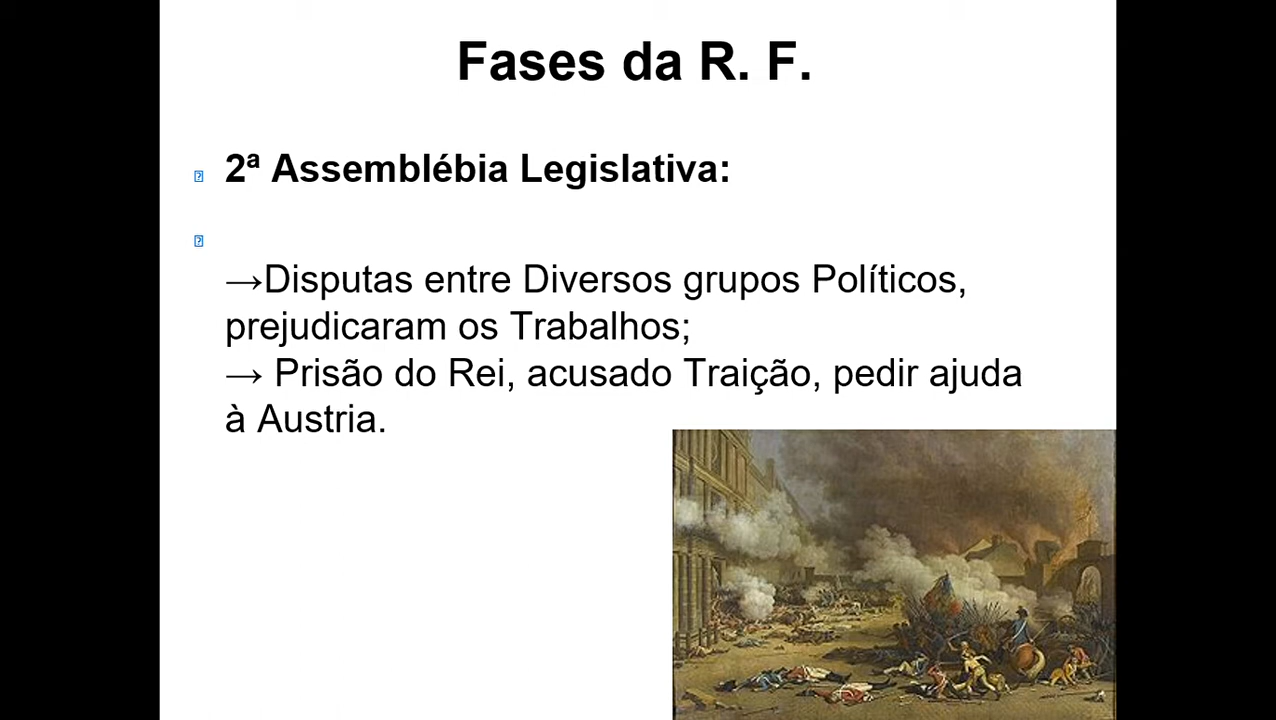 Fases da R. F.
2ª Assemblébia Legislativa:
→Disputas entre Diversos grupos Políticos,
prejudicaram os Trabalhos;
→ Prisão do Rei, acusado Traição, pedir ajuda
à Austria.